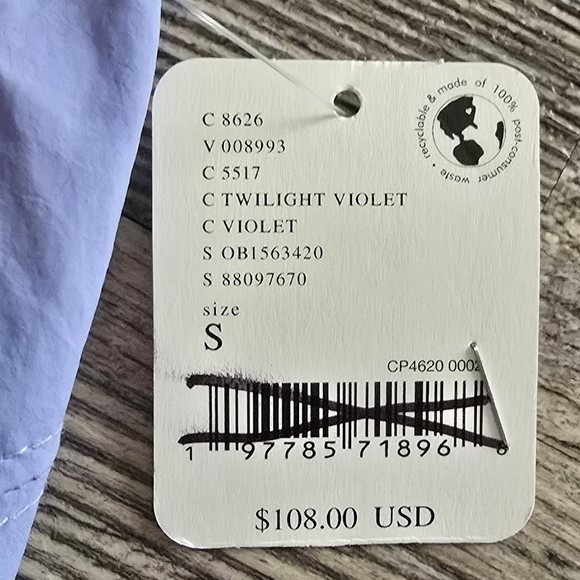 recyclable & made of 100% post-consumer waste •
C 8626
V 008993
C 5517
C TWILIGHT VIOLET
C VIOLET
S OB1563420
S 88097670
size
S
CP4620 0002
1 97785 71896 8
$108.00 USD